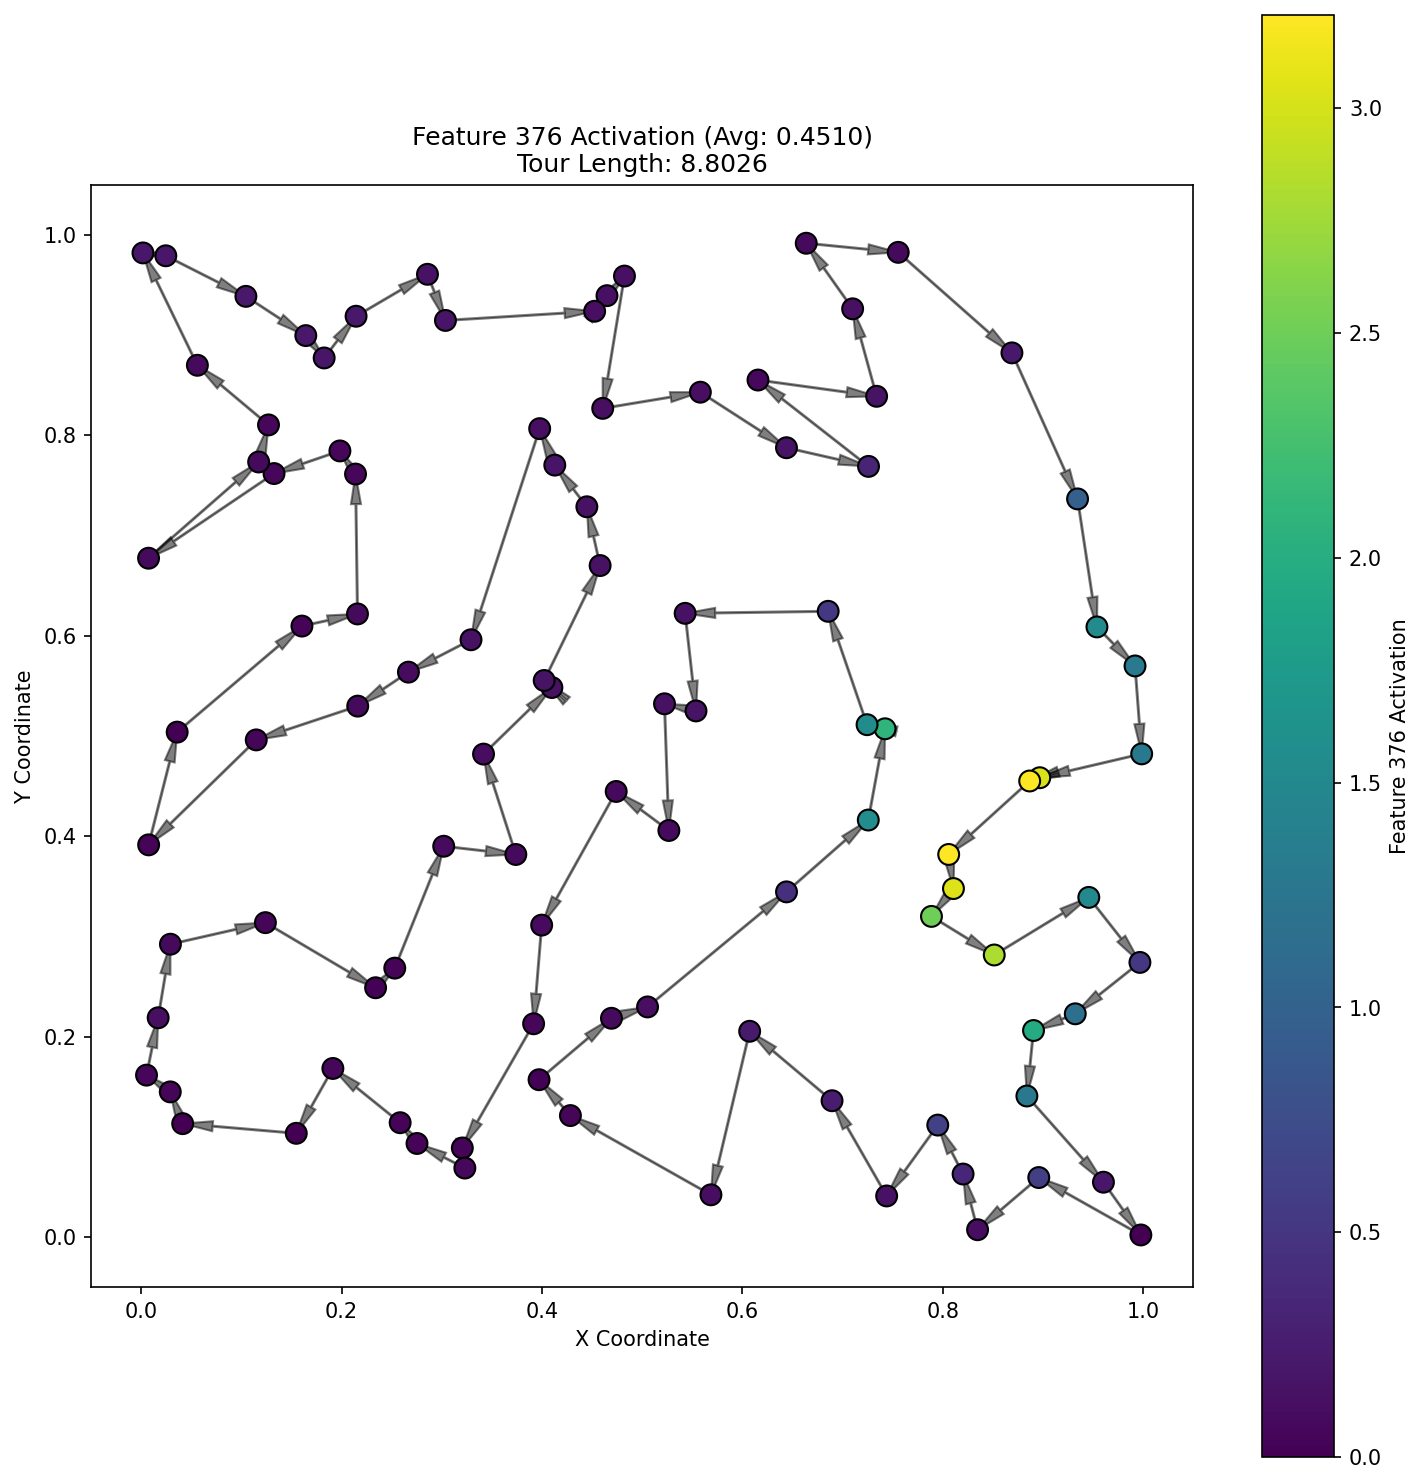 Feature 376 Activation (Avg: 0.4510)
Tour Length: 8.8026
Y Coordinate
1.0
0.8
0.6
0.4
0.2
0.0
0.0 0.2 0.4 0.6 0.8 1.0
X Coordinate
3.0
2.5
2.0
1.5
1.0
0.5
0.0
Feature 376 Activation